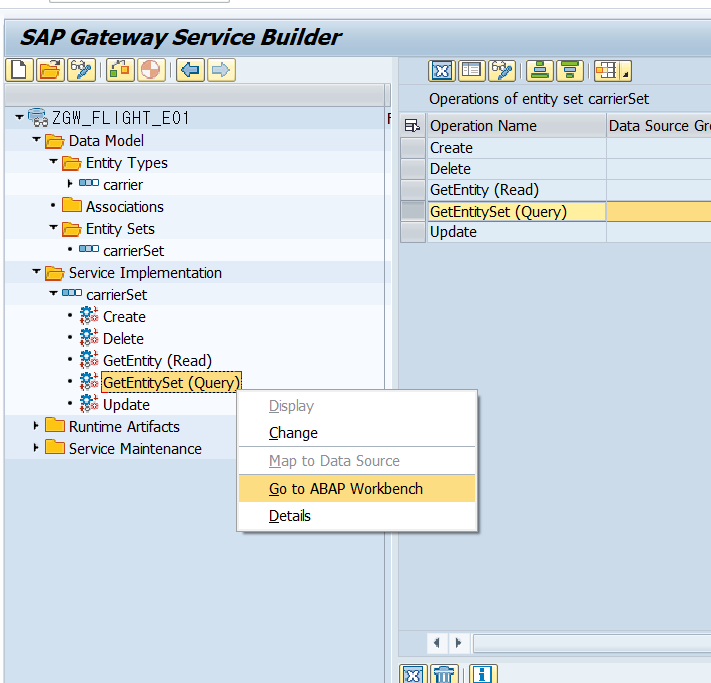 SAP Gateway Service Builder
ZGW_FLIGHT_E01
Data Model
Entity Types
carrier
Associations
Entity Sets
carrierSet
Service Implementation
carrierSet
Create
Delete
GetEntity (Read)
GetEntitySet (Query)
Update
Runtime Artifacts
Service Maintenance
Display
Change
Map to Data Source
Go to ABAP Workbench
Details
Operations of entity set carrierSet
Operation Name Data Source Gr
Create
Delete
GetEntity (Read)
GetEntitySet (Query)
Update